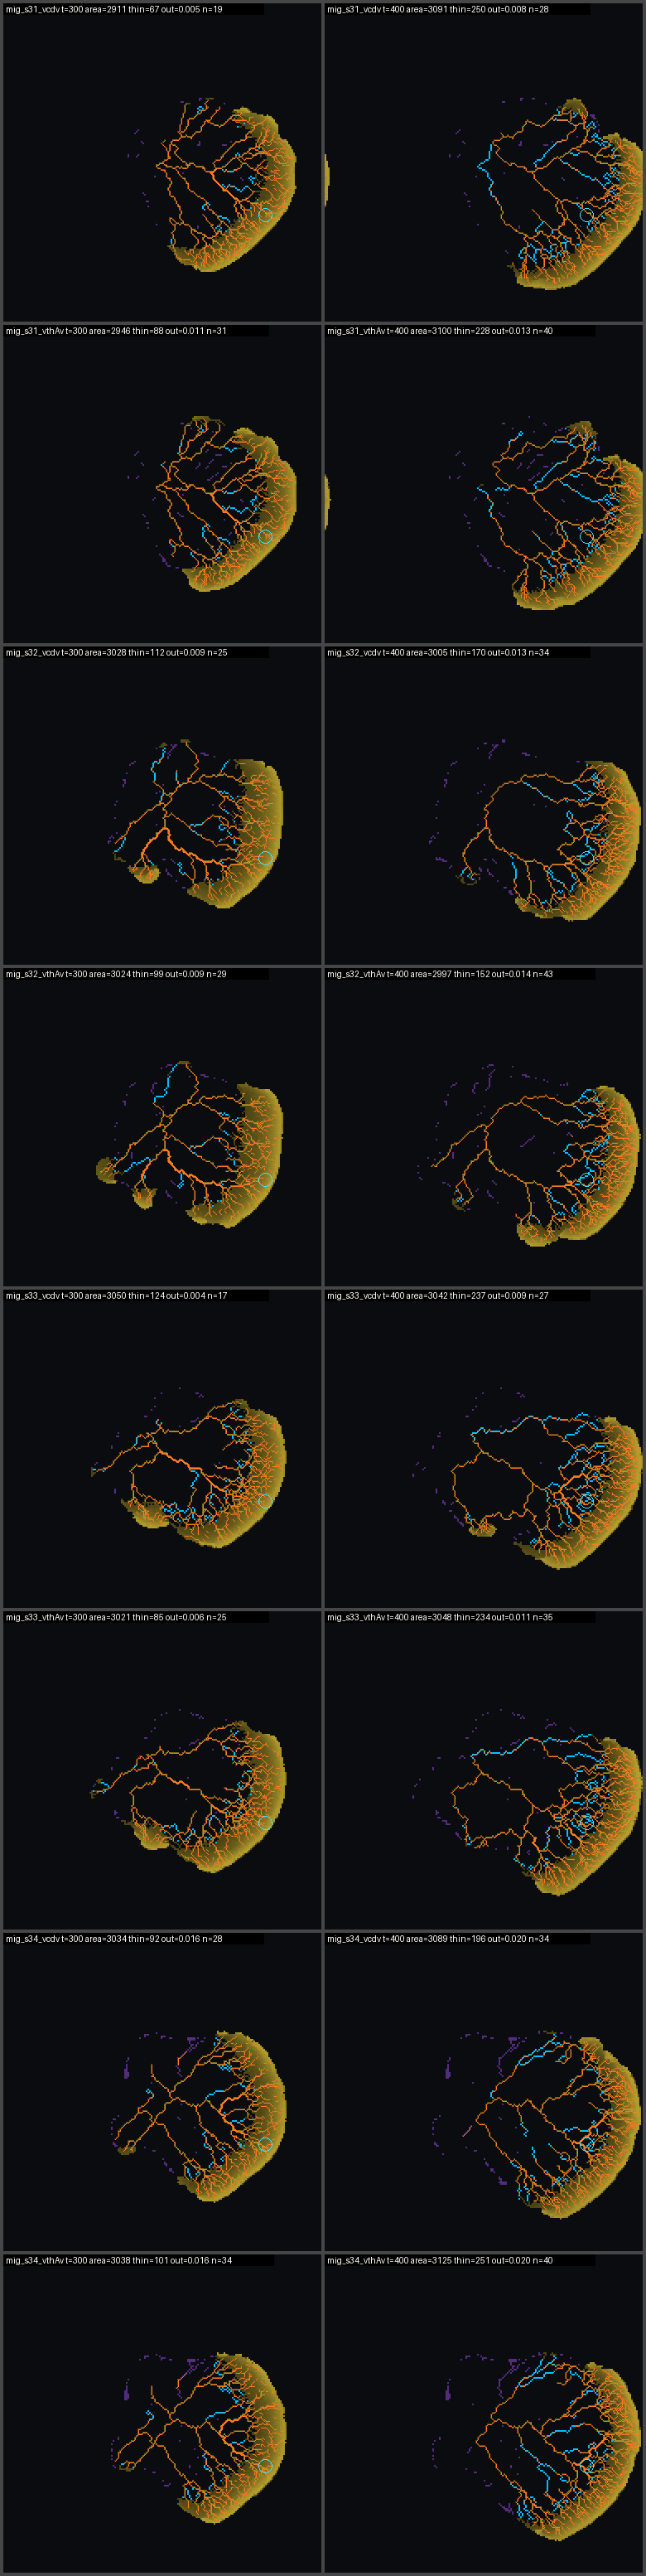 mig_s31_vcdv t=300 area=2911 thin=67 out=0.005 n=19
mig_s31_vcdv t=400 area=3091 thin=250 out=0.008 n=28
mig_s31_vthAv t=300 area=2946 thin=88 out=0.011 n=31
mig_s31_vthAv t=400 area=3100 thin=228 out=0.013 n=40
mig_s32_vcdv t=300 area=3028 thin=112 out=0.009 n=25
mig_s32_vcdv t=400 area=3005 thin=170 out=0.013 n=34
mig_s32_vthAv t=300 area=3024 thin=99 out=0.009 n=29
mig_s32_vthAv t=400 area=2997 thin=152 out=0.014 n=43
mig_s33_vcdv t=300 area=3050 thin=124 out=0.004 n=17
mig_s33_vcdv t=400 area=3042 thin=237 out=0.009 n=27
mig_s33_vthAv t=300 area=3021 thin=85 out=0.006 n=25
mig_s33_vthAv t=400 area=3048 thin=234 out=0.011 n=35
mig_s34_vcdv t=300 area=3034 thin=92 out=0.016 n=28
mig_s34_vcdv t=400 area=3089 thin=196 out=0.020 n=34
mig_s34_vthAv t=300 area=3038 thin=101 out=0.016 n=34
mig_s34_vthAv t=400 area=3125 thin=251 out=0.020 n=40